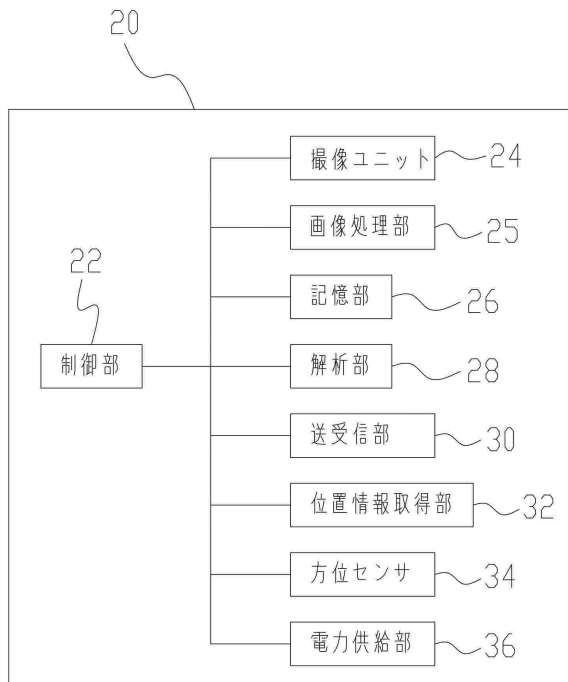 20
撮像ユニット 24
画像処理部 25
22
記憶部 26
制御部
解析部 28
送受信部 30
位置情報取得部 32
方位センサ 34
電力供給部 36